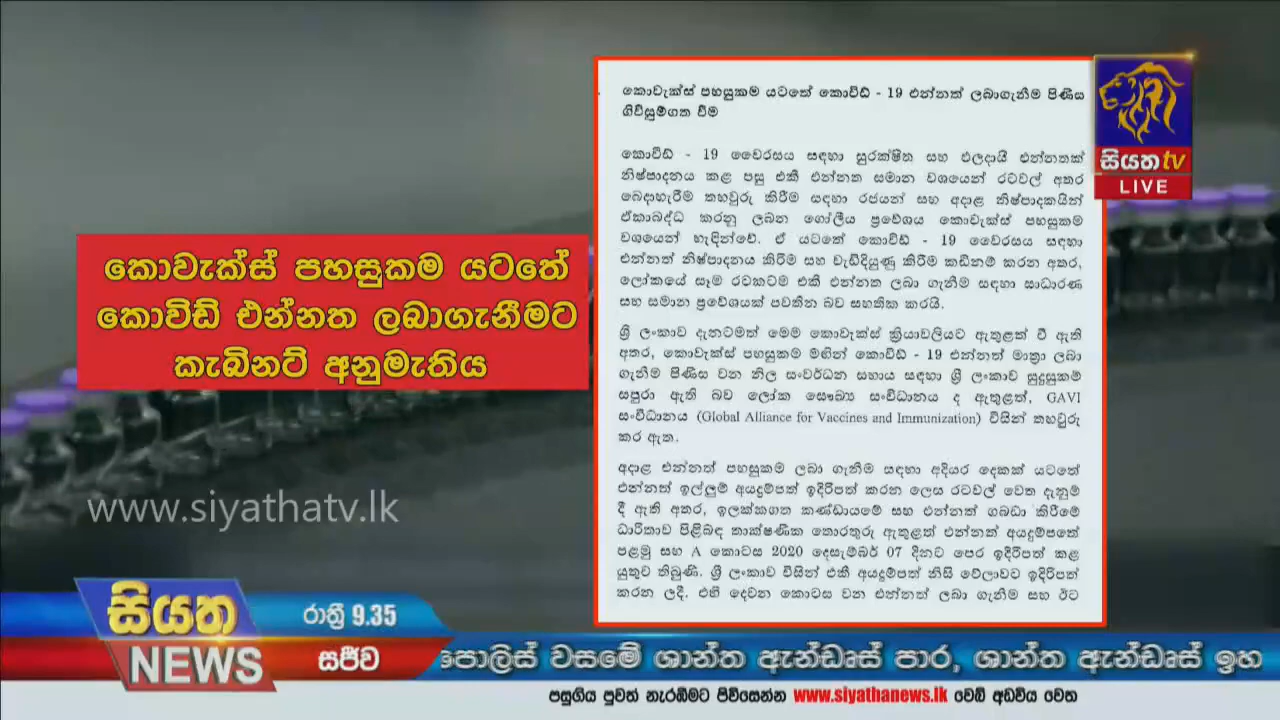 කොවැක්ස් පහසුකම යටතේ කොවිඩ් - 19 එන්නත් ලබාගැනීම පිණිස
ගිවිසුම්ගත වීම
කොවිඩ් - 19 වෛරසය සඳහා සුරක්ෂිත සහ ඵලදායී එන්නතක්
නිෂ්පාදනය කළ පසු එකී එන්නත සමාන වශයෙන් රටවල් අතර
බෙදාහැරීම තහවුරු කිරීම සඳහා රජයන් සහ අදාළ නිෂ්පාදකයින්
ඒකාබද්ධ කරනු ලබන ගෝලීය ප්‍රවේශය කොවැක්ස් පහසුකම
වශයෙන් හැඳින්වේ. ඒ යටතේ කොවිඩ් - 19 වෛරසය සඳහා
එන්නත් නිෂ්පාදනය කිරීම සහ වැඩිදියුණු කිරීම කඩිනම් කරන අතර,
ලෝකයේ සෑම රටකටම එකී එන්නත ලබා ගැනීම සඳහා සාධාරණ
සහ සමාන ප්‍රවේශයක් පවතින බව සහතික කරයි.
ශ්‍රී ලංකාව දැනටමත් මෙම කොවැක්ස් ක්‍රියාවලියට ඇතුළත් වී ඇති
අතර, කොවැක්ස් පහසුකම මඟින් කොවිඩ් - 19 එන්නත් මාත්‍රා ලබා
ගැනීම පිණිස වන නිල සංවර්ධන සහාය සඳහා ශ්‍රී ලංකාව සුදුසුකම්
සපුරා ඇති බව ලෝක සෞඛ්‍ය සංවිධානය ද ඇතුළත්, GAVI
සංවිධානය (Global Alliance for Vaccines and Immunization) විසින් තහවුරු
කර ඇත.
අදාළ එන්නත් පහසුකම ලබා ගැනීම සඳහා අදියර දෙකක් යටතේ
එන්නත් ඉල්ලුම් අයදුම්පත් ඉදිරිපත් කරන ලෙස රටවල් වෙත දැනුම්
දී ඇති අතර, ඉලක්කගත කණ්ඩායමේ සහ එන්නත් ගබඩා කිරීමේ
ධාරිතාව පිළිබඳ තාක්ෂණික තොරතුරු ඇතුළත් එන්නත් අයදුම්පතේ
පළමු සහ A කොටස 2020 දෙසැම්බර් 07 දිනට පෙර ඉදිරිපත් කළ
යුතුව තිබුණි. ශ්‍රී ලංකාව විසින් එකී අයදුම්පත් නිසි වේලාවට ඉදිරිපත්
කරන ලදී. එහි දෙවන කොටස වන එන්නත් ලබා ගැනීම සහ ඊට
සියත tv
LIVE
කොවැක්ස් පහසුකම යටතේ
කොවිඩ් එන්නත ලබාගැනීමට
කැබිනට් අනුමැතිය
www.siyathatv.lk
සියත
NEWS
රාත්‍රී 9.35
සජීව
පොලිස් වසමේ ශාන්ත ඇන්ඩෘස් පාර, ශාන්ත ඇන්ඩෘස් ඉහ
පසුගිය පුවත් නැරඹීමට පිවිසෙන්න www.siyathanews.lk වෙබ් අඩවිය වෙත